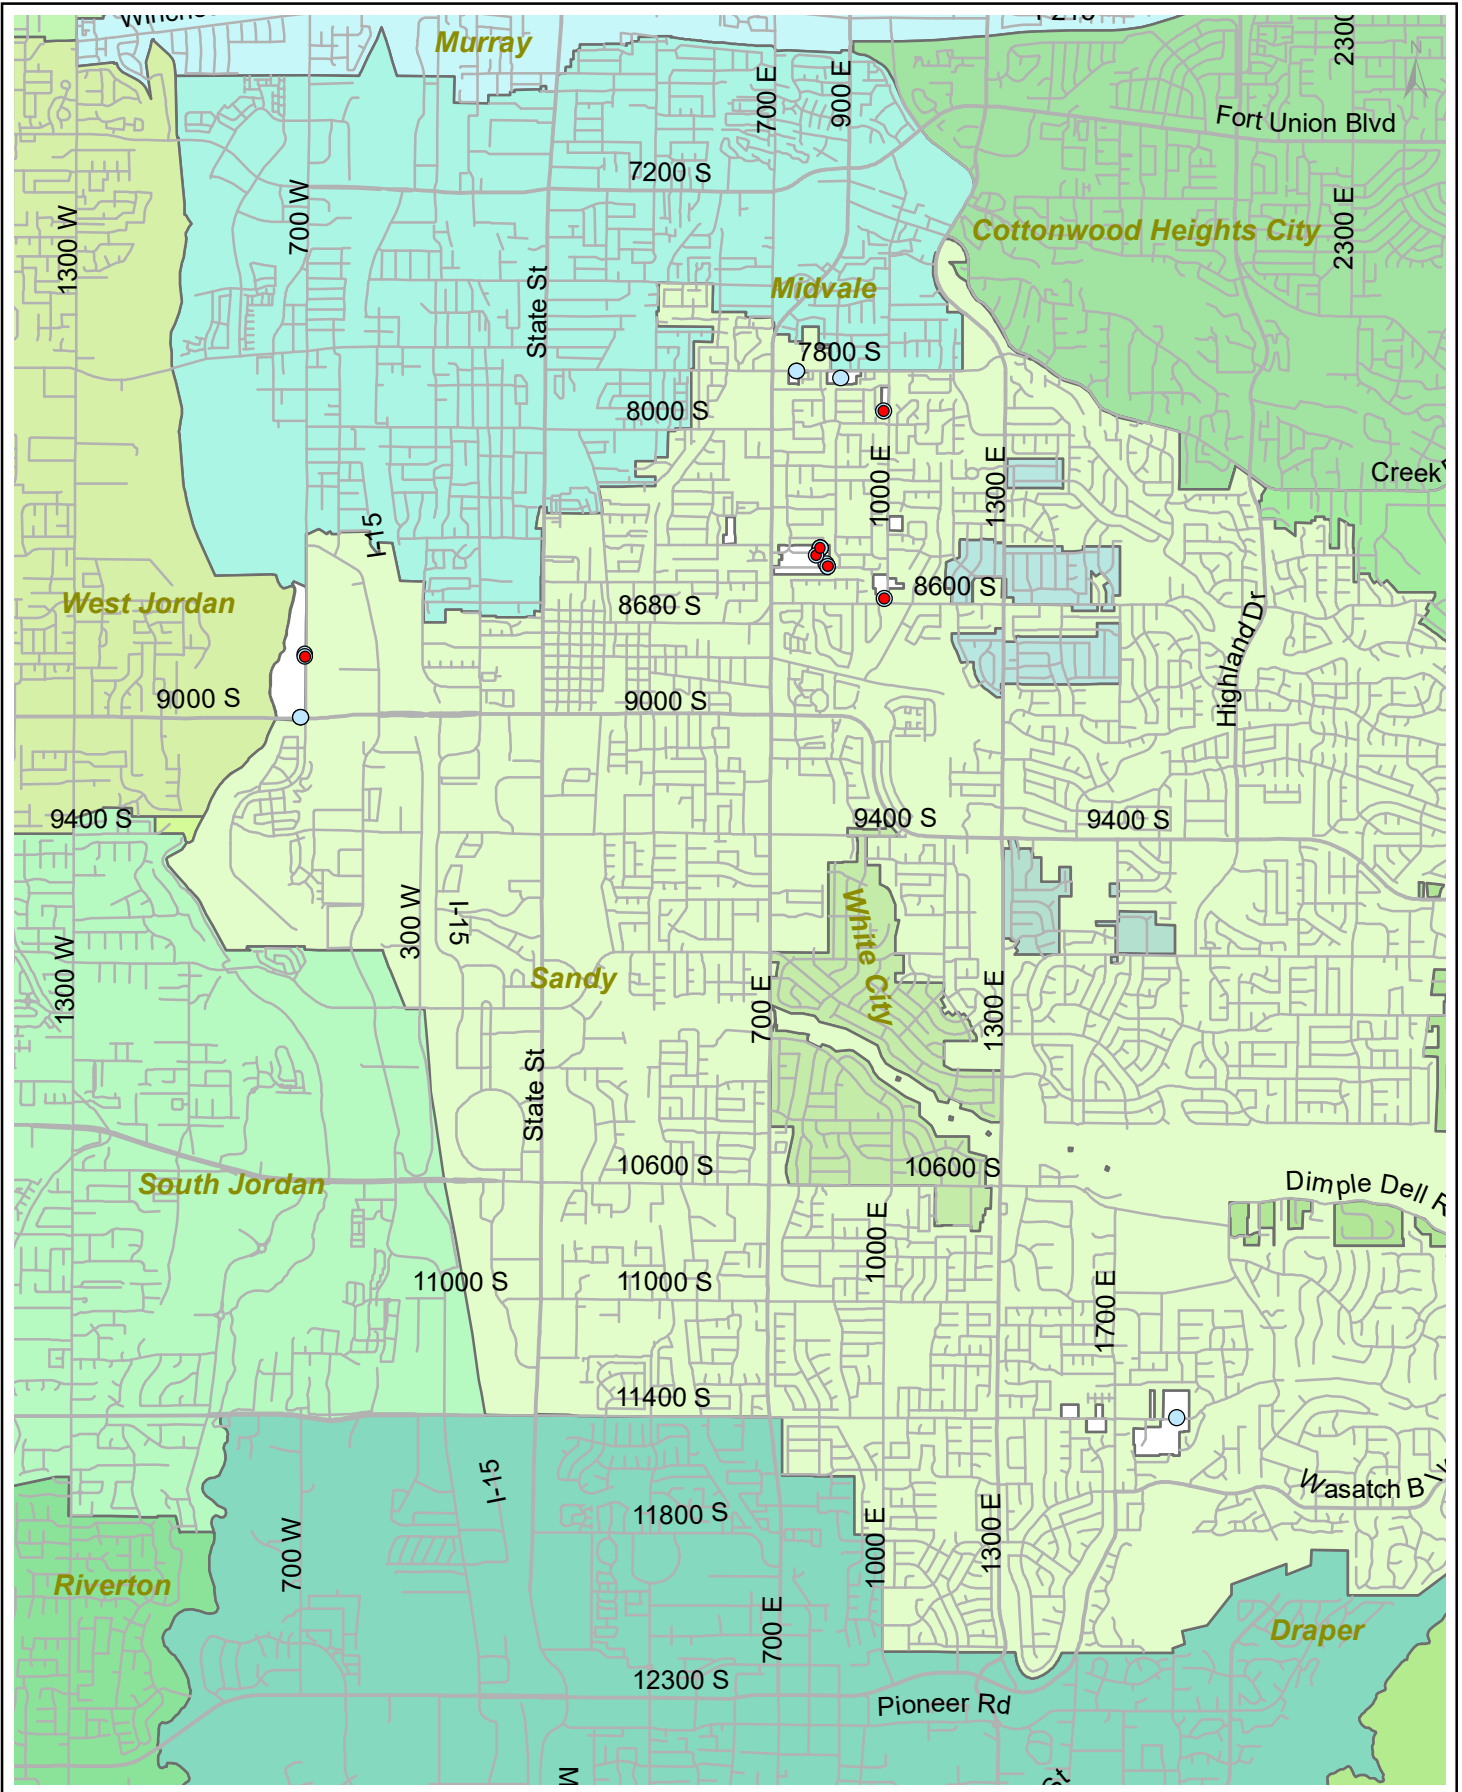 Murray
2300
N
700 E
900 E
Fort Union Blvd
7200 S
1300 W
700 W
2300 E
Cottonwood Heights City
State St
Midvale
7800 S
8000 S
1000 E
1300 E
Creek
I-15
West Jordan
8680 S
8600 S
Highland Dr
9000 S
9000 S
9400 S
9400 S
9400 S
300 W
I-15
White City
1300 W
Sandy
700 E
1300 E
State St
10600 S
10600 S
South Jordan
Dimple Dell R
1000 E
11000 S
11000 S
1700 E
11400 S
I-15
Wasatch Blv
11800 S
700 W
1000 E
1300 E
Riverton
700 E
Draper
12300 S
Pioneer Rd
M
St